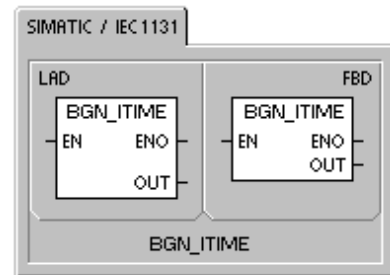 SIMATIC / IEC1131
LAD
FBD
BGN_ITIME
EN
ENO
OUT
BGN_ITIME
EN
ENO
OUT
BGN_ITIME